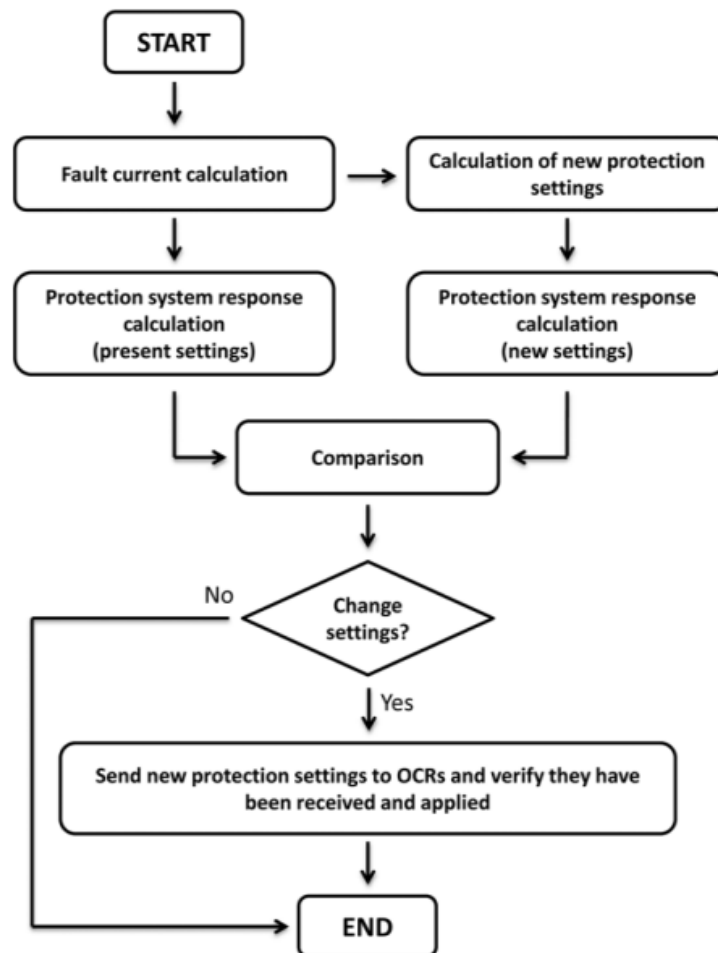 START
Fault current calculation
Calculation of new protection
settings
Protection system response
calculation
(present settings)
Protection system response
calculation
(new settings)
Comparison
No
Change
settings?
Yes
Send new protection settings to OCRs and verify they have
been received and applied
END